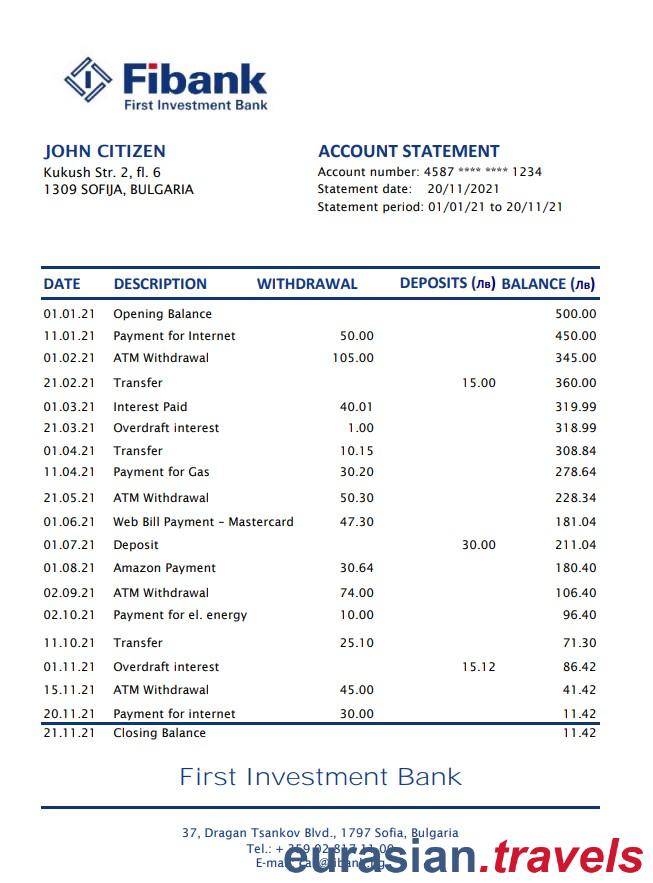 Fibank
First Investment Bank
JOHN CITIZEN
Kukush Str. 2, fl. 6
1309 SOFIJA, BULGARIA
ACCOUNT STATEMENT
Account number: 4587 **** **** 1234
Statement date: 20/11/2021
Statement period: 01/01/21 to 20/11/21
DATE DESCRIPTION WITHDRAWAL DEPOSITS (лв) BALANCE (лв)
01.01.21 Opening Balance 500.00
11.01.21 Payment for Internet 50.00 450.00
01.02.21 ATM Withdrawal 105.00 345.00
21.02.21 Transfer 15.00 360.00
01.03.21 Interest Paid 40.01 319.99
21.03.21 Overdraft interest 1.00 318.99
01.04.21 Transfer 10.15 308.84
11.04.21 Payment for Gas 30.20 278.64
21.05.21 ATM Withdrawal 50.30 228.34
01.06.21 Web Bill Payment – Mastercard 47.30 181.04
01.07.21 Deposit 30.00 211.04
01.08.21 Amazon Payment 30.64 180.40
02.09.21 ATM Withdrawal 74.00 106.40
02.10.21 Payment for el. energy 10.00 96.40
11.10.21 Transfer 25.10 71.30
01.11.21 Overdraft interest 15.12 86.42
15.11.21 ATM Withdrawal 45.00 41.42
20.11.21 Payment for internet 30.00 11.42
21.11.21 Closing Balance 11.42
First Investment Bank
37, Dragan Tsankov Blvd., 1797 Sofia, Bulgaria
Tel.: + 359 02 817 11 00
eurasian.travels